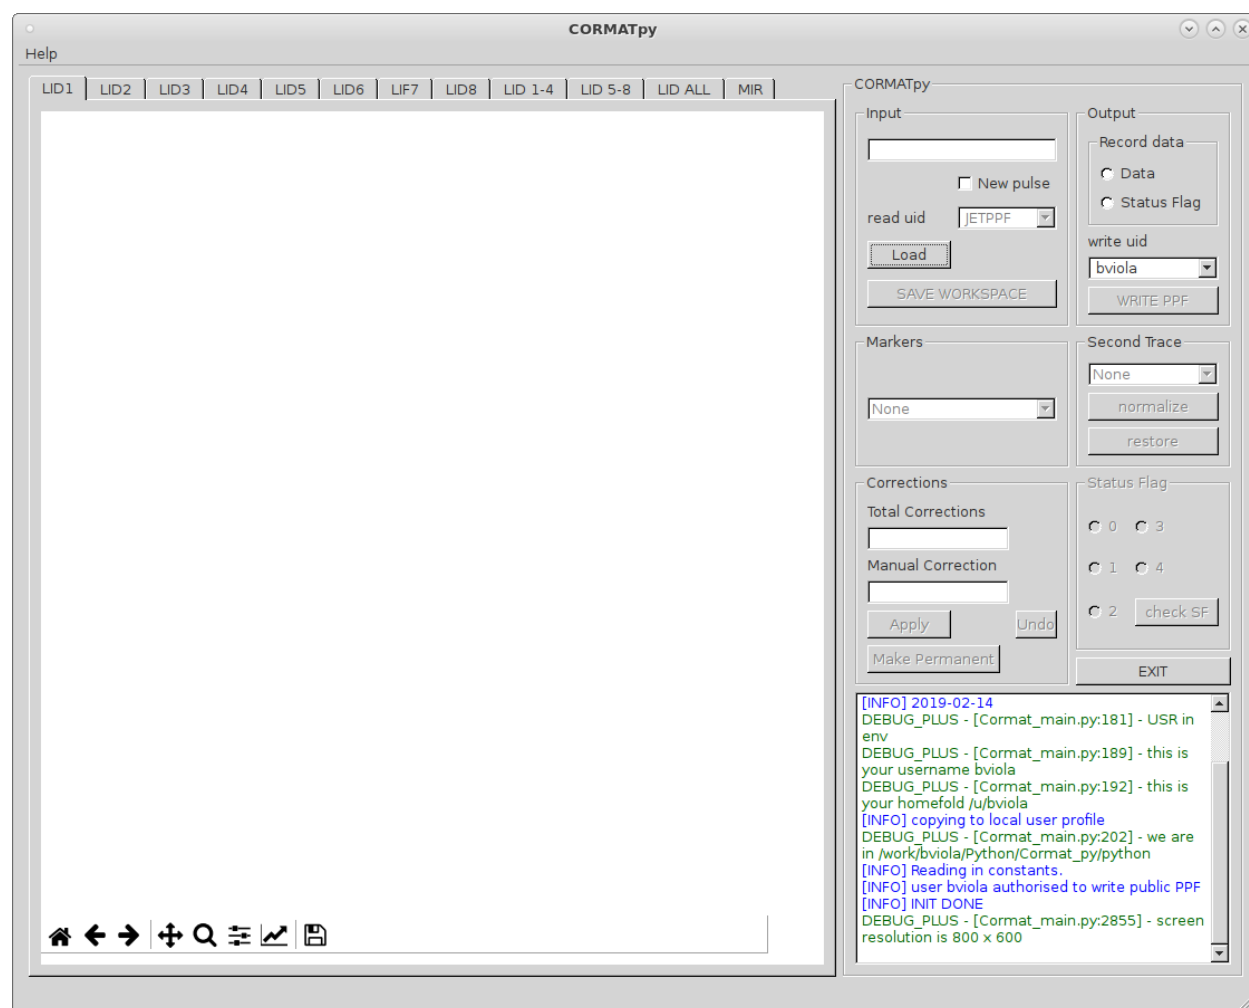 CORMATpy
Help
LID1 LID2 LID3 LID4 LID5 LID6 LIF7 LID8 LID 1-4 LID 5-8 LID ALL MIR
CORMATpy
Input
New pulse
read uid JETPPF
Load
SAVE WORKSPACE
Output
Record data
Data
Status Flag
write uid
bviola
WRITE PPF
Markers
None
Second Trace
None
normalize
restore
Corrections
Total Corrections
Manual Correction
Apply Undo
Make Permanent
Status Flag
0 3
1 4
2 check SF
EXIT
[INFO] 2019-02-14
DEBUG_PLUS - [Cormat_main.py:181] - USR in
env
DEBUG_PLUS - [Cormat_main.py:189] - this is
your username bviola
DEBUG_PLUS - [Cormat_main.py:192] - this is
your homefold /u/bviola
[INFO] copying to local user profile
DEBUG_PLUS - [Cormat_main.py:202] - we are
in /work/bviola/Python/Cormat_py/python
[INFO] Reading in constants.
[INFO] user bviola authorised to write public PPF
[INFO] INIT DONE
DEBUG_PLUS - [Cormat_main.py:2855] - screen
resolution is 800 x 600